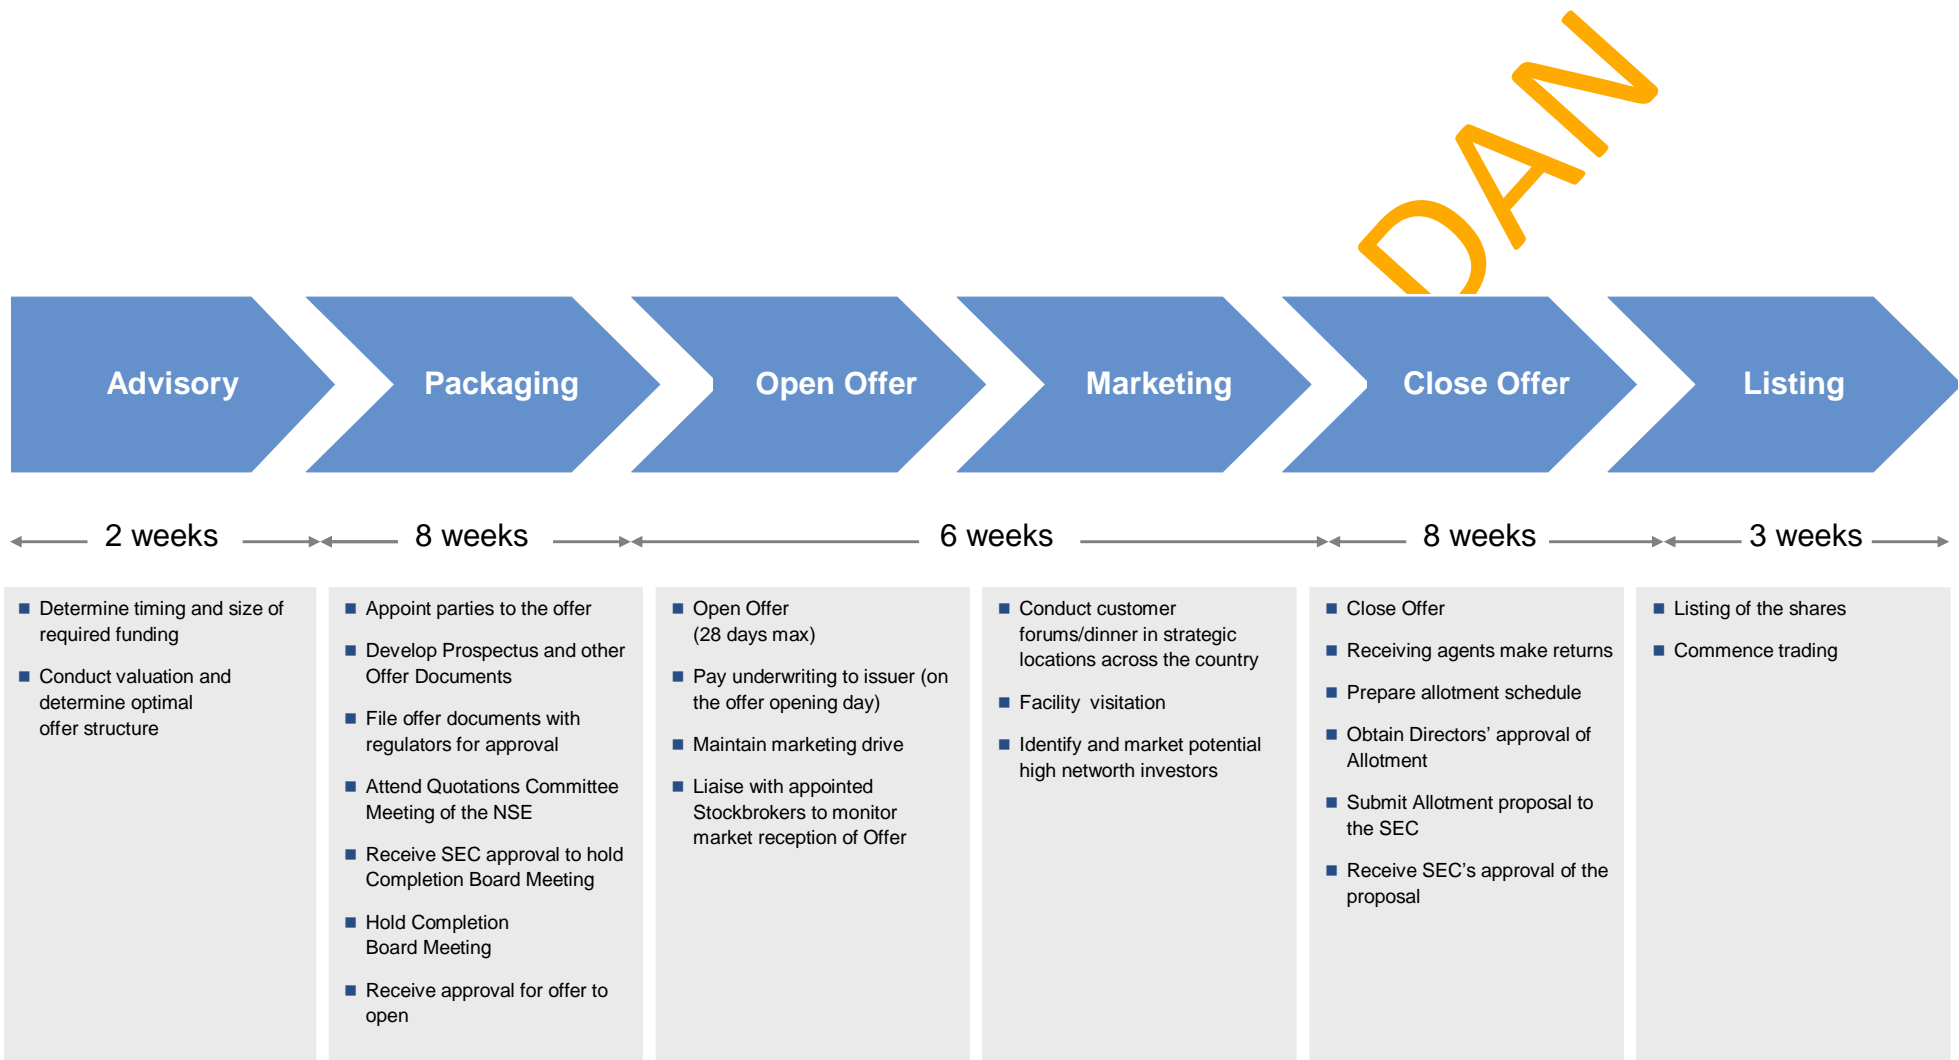 DAN
Advisory
Packaging
Open Offer
Marketing
Close Offer
Listing
2 weeks
8 weeks
6 weeks
8 weeks
3 weeks
Determine timing and size of
required funding
Conduct valuation and
determine optimal
offer structure
Appoint parties to the offer
Develop Prospectus and other
Offer Documents
File offer documents with
regulators for approval
Attend Quotations Committee
Meeting of the NSE
Receive SEC approval to hold
Completion Board Meeting
Hold Completion
Board Meeting
Receive approval for offer to
open
Open Offer
(28 days max)
Pay underwriting to issuer (on
the offer opening day)
Maintain marketing drive
Liaise with appointed
Stockbrokers to monitor
market reception of Offer
Conduct customer
forums/dinner in strategic
locations across the country
Facility visitation
Identify and market potential
high networth investors
Close Offer
Receiving agents make returns
Prepare allotment schedule
Obtain Directors’ approval of
Allotment
Submit Allotment proposal to
the SEC
Receive SEC’s approval of the
proposal
Listing of the shares
Commence trading